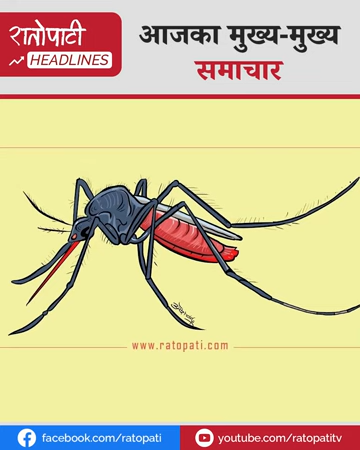 रातोपाटी
HEADLINES
आजका मुख्य-मुख्य
समाचार
www.ratopati.com
facebook.com/ratopati
youtube.com/ratopatitv